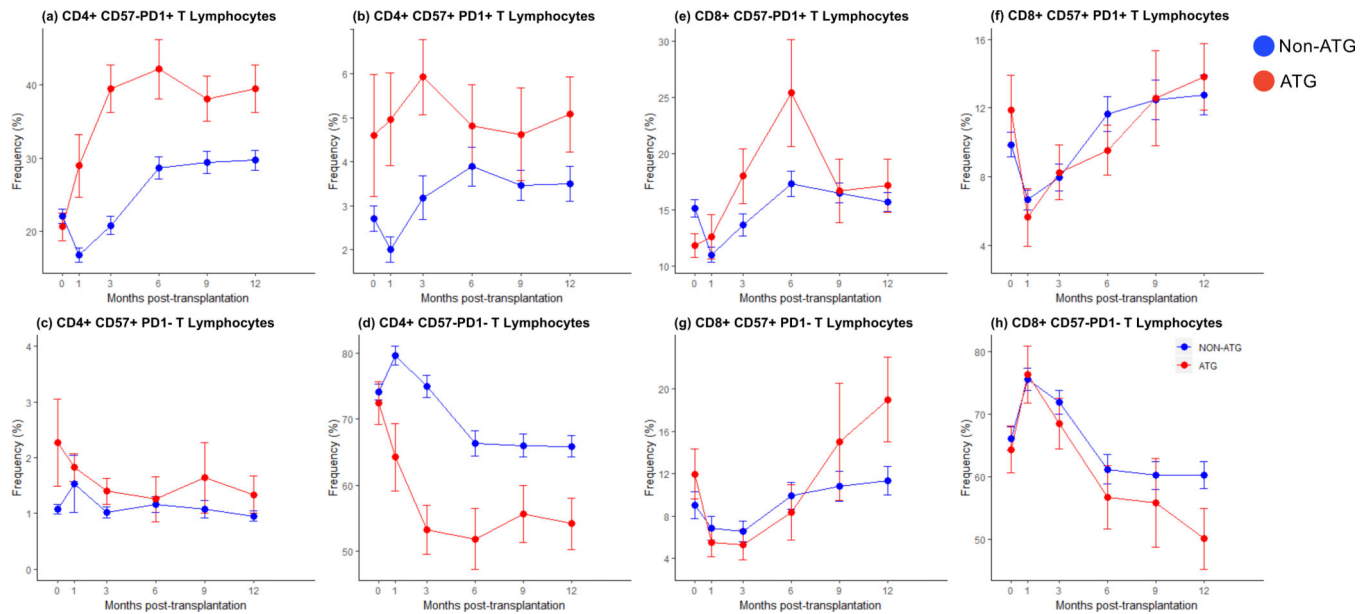 (a) CD4+ CD57-PD1+ T Lymphocytes
Frequency (%)
40
30
20
0 1 3 6 9 12
Months post-transplantation
(b) CD4+ CD57+ PD1+ T Lymphocytes
Frequency (%)
6
5
4
3
2
0 1 3 6 9 12
Months post-transplantation
(e) CD8+ CD57-PD1+ T Lymphocytes
Frequency (%)
30
25
20
15
10
0 1 3 6 9 12
Months post-transplantation
(f) CD8+ CD57+ PD1+ T Lymphocytes
Frequency (%)
16
12
8
4
0 1 3 6 9 12
Months post-transplantation
Non-ATG
ATG
(c) CD4+ CD57+ PD1- T Lymphocytes
Frequency (%)
4
3
2
1
0
0 1 3 6 9 12
Months post-transplantation
(d) CD4+ CD57-PD1- T Lymphocytes
Frequency (%)
80
70
60
50
0 1 3 6 9 12
Months post-transplantation
(g) CD8+ CD57+ PD1- T Lymphocytes
Frequency (%)
20
16
12
8
4
0 1 3 6 9 12
Months post-transplantation
(h) CD8+ CD57-PD1- T Lymphocytes
Frequency (%)
80
70
60
50
0 1 3 6 9 12
Months post-transplantation
NON-ATG
ATG